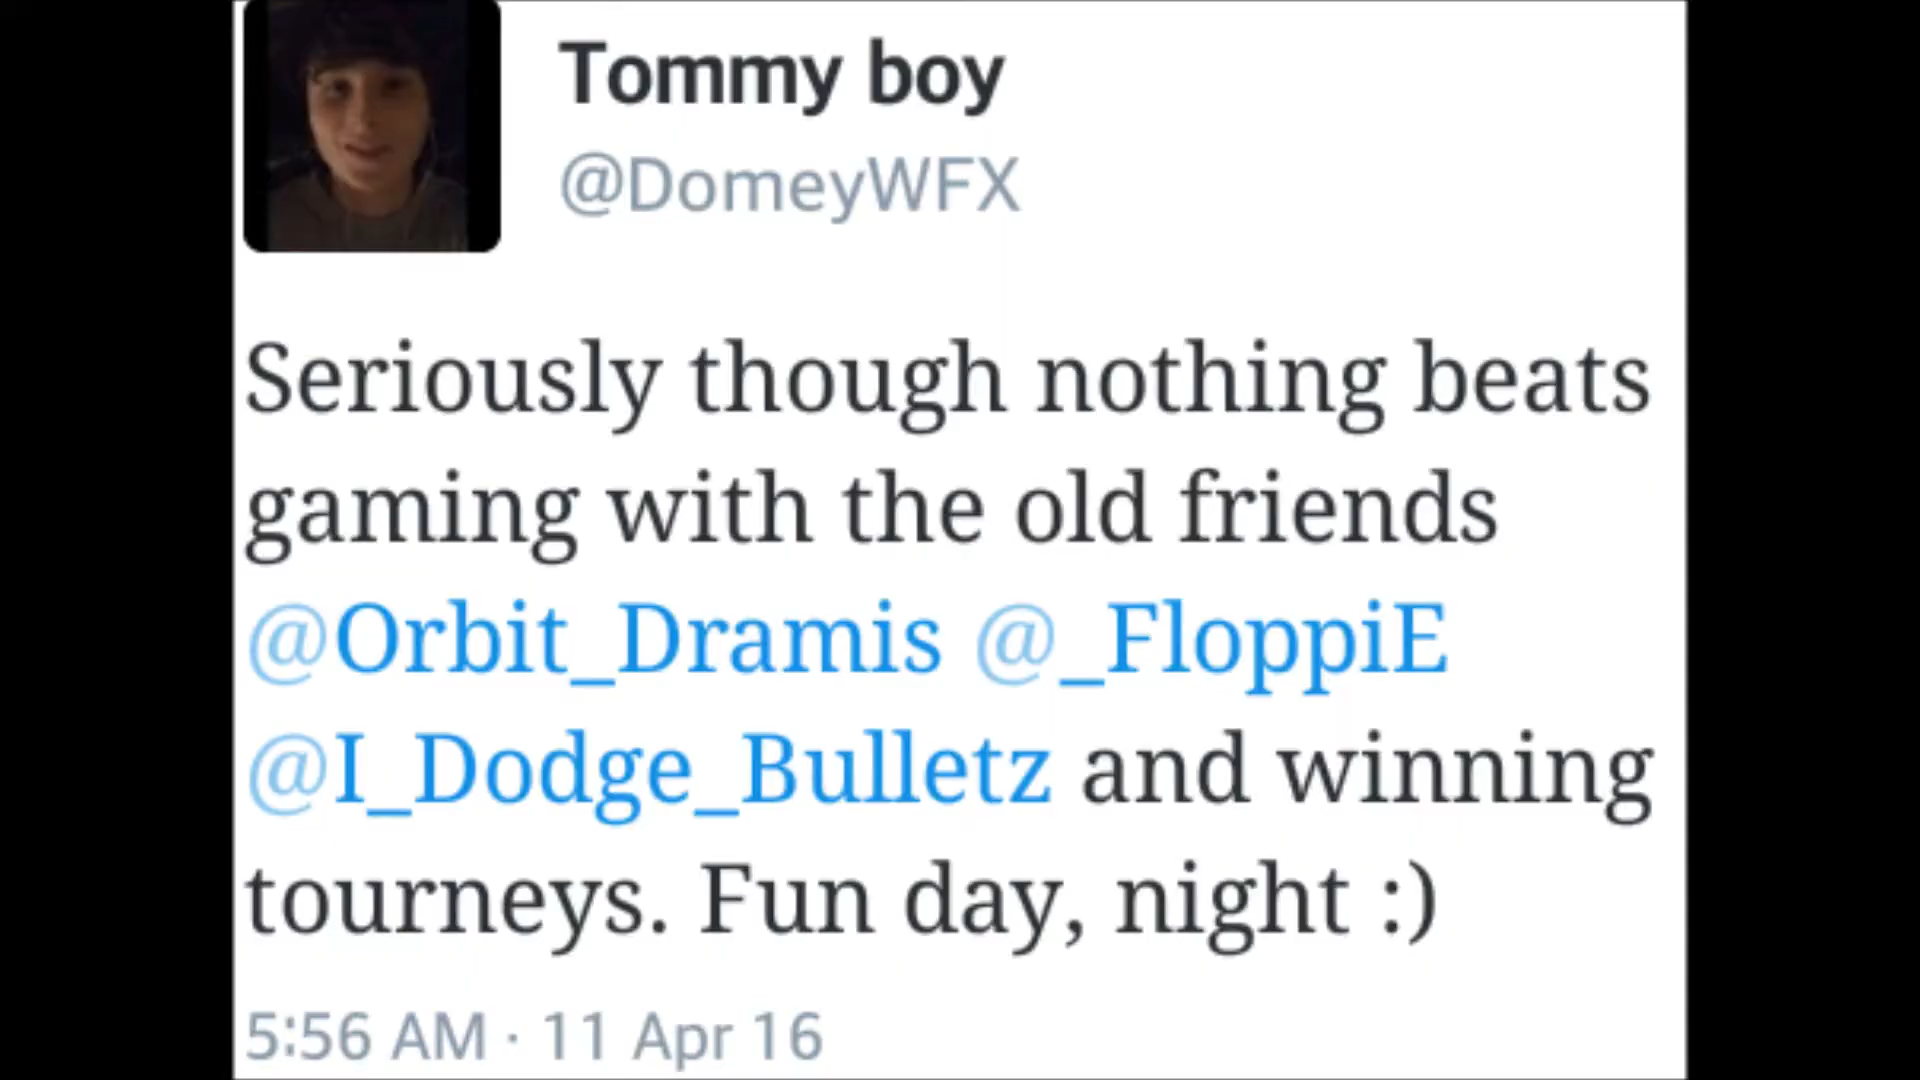 Tommy boy
@DomeyWFX
Seriously though nothing beats
gaming with the old friends
@Orbit_Dramis @_FloppiE
@I_Dodge_Bulletz and winning
tourneys. Fun day, night :)
5:56 AM · 11 Apr 16